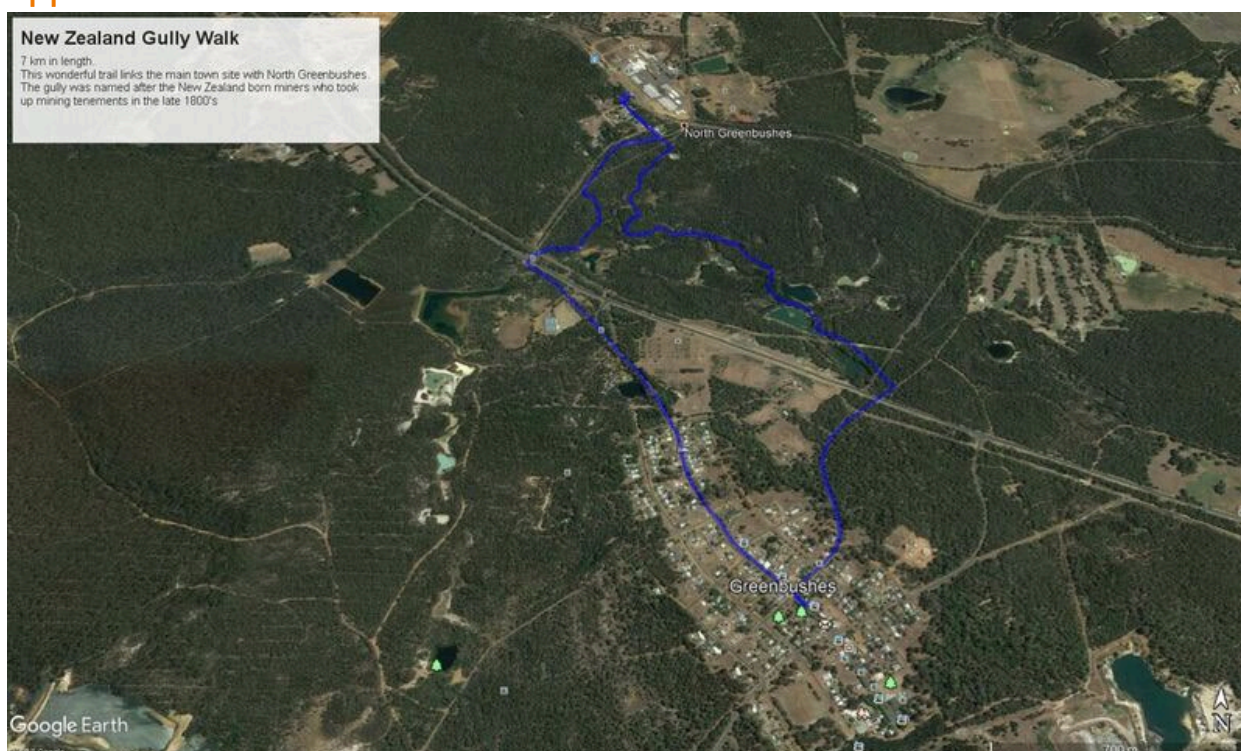 New Zealand Gully Walk
7 km in length.
This wonderful trail links the main town site with North Greenbushes.
The gully was named after the New Zealand born miners who took
up mining tenements in the late 1800's
North Greenbushes
Greenbushes
Google Earth
N
700 m